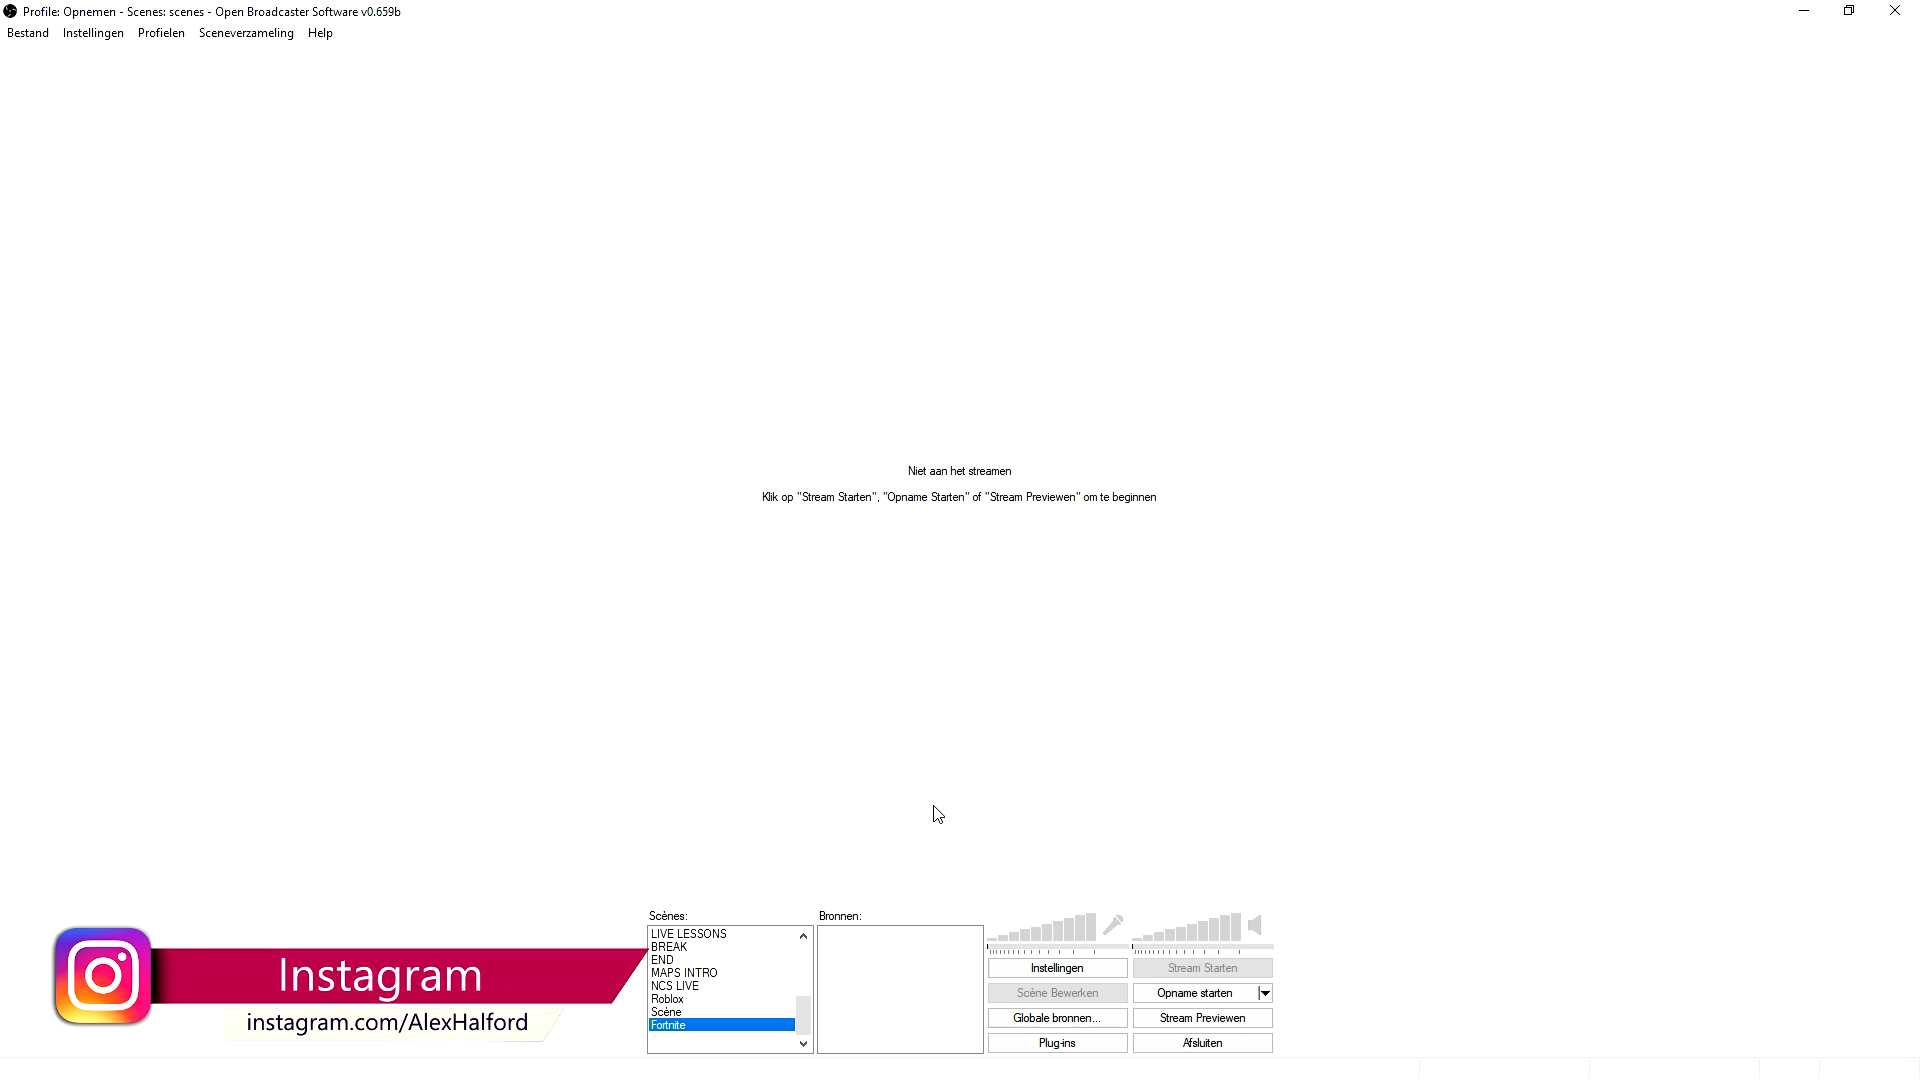 Profile: Opnemen - Scenes: scenes - Open Broadcaster Software v0.659b
Bestand Instellingen Profielen Sceneverzameling Help
Niet aan het streamen
Klik op "Stream Starten", "Opname Starten" of "Stream Previewen" om te beginnen
Scènes:
LIVE LESSONS
BREAK
END
MAPS INTRO
NCS LIVE
Roblox
Scène
Fortnite
Bronnen:
Instellingen
Stream Starten
Scène Bewerken
Opname starten
Globale bronnen...
Stream Previewen
Plug-ins
Afsluiten
Instagram
instagram.com/AlexHalford